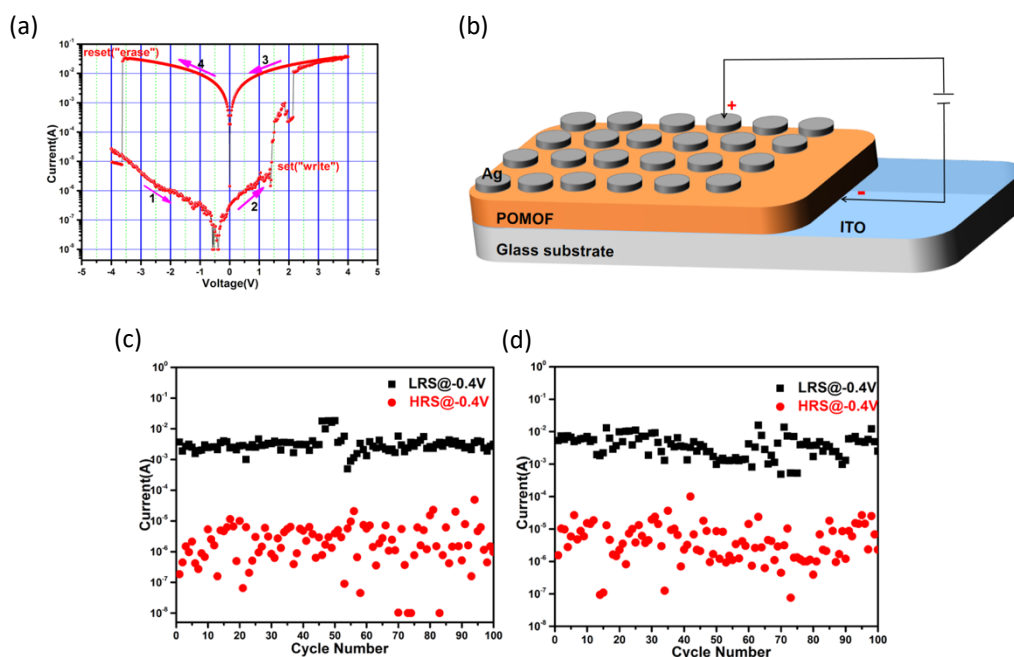 (a)
reset("erase")
4
3
set("write")
1
2
10⁻¹
10⁻²
10⁻³
10⁻⁴
10⁻⁵
10⁻⁶
10⁻⁷
10⁻⁸
Current(A)
-5 -4 -3 -2 -1 0 1 2 3 4 5
Voltage(V)
(b)
+
Ag
-
POMOF
ITO
Glass substrate
(c)
LRS@-0.4V
HRS@-0.4V
10⁰
10⁻¹
10⁻²
10⁻³
10⁻⁴
10⁻⁵
10⁻⁶
10⁻⁷
10⁻⁸
Current(A)
0 10 20 30 40 50 60 70 80 90 100
Cycle Number
(d)
LRS@-0.4V
HRS@-0.4V
10⁰
10⁻¹
10⁻²
10⁻³
10⁻⁴
10⁻⁵
10⁻⁶
10⁻⁷
10⁻⁸
Current(A)
0 10 20 30 40 50 60 70 80 90 100
Cycle Number